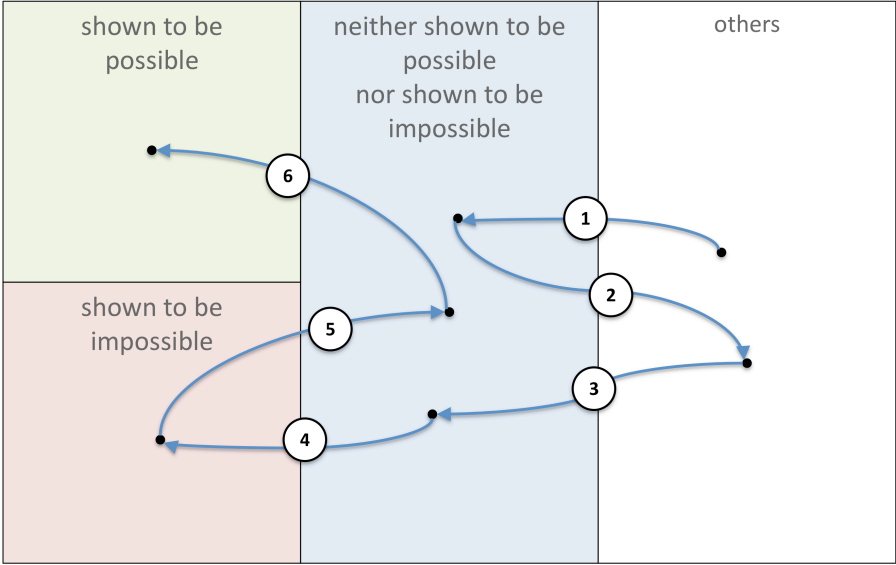 shown to be
possible
neither shown to be
possible
nor shown to be
impossible
others
6
1
2
shown to be
impossible
5
3
4